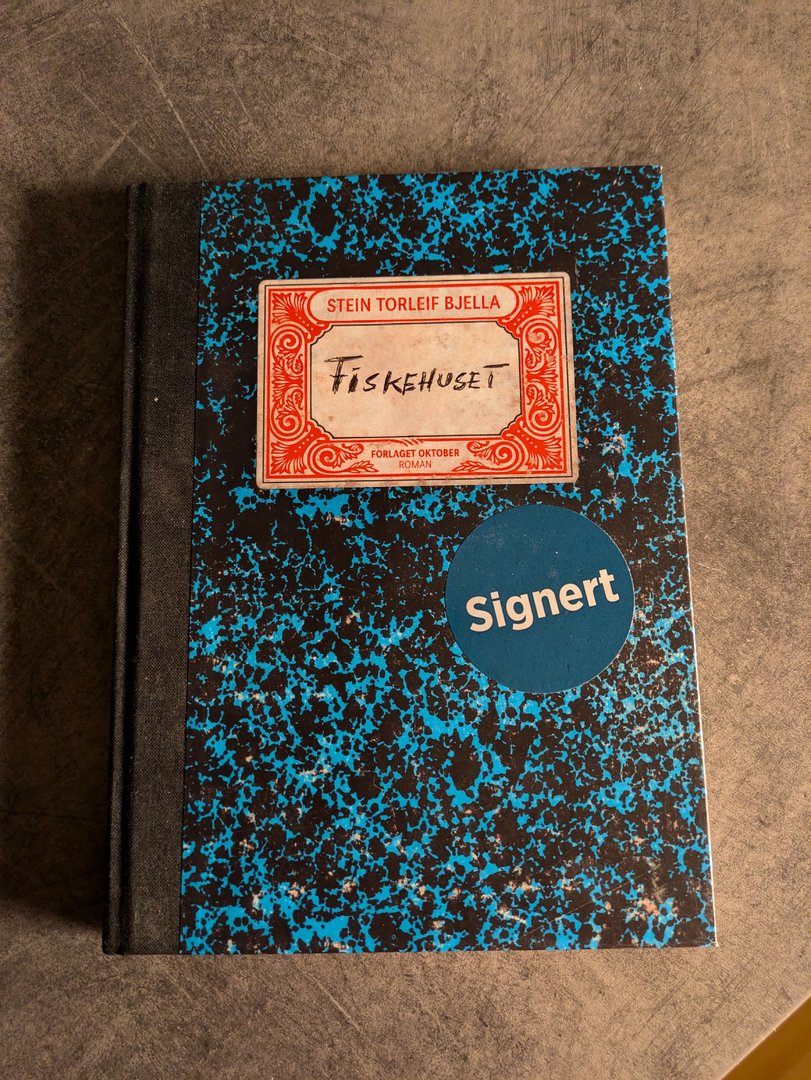 STEIN TORLEIF BJELLA
FISKEHUSET
FORLAGET OKTOBER
ROMAN
Signert